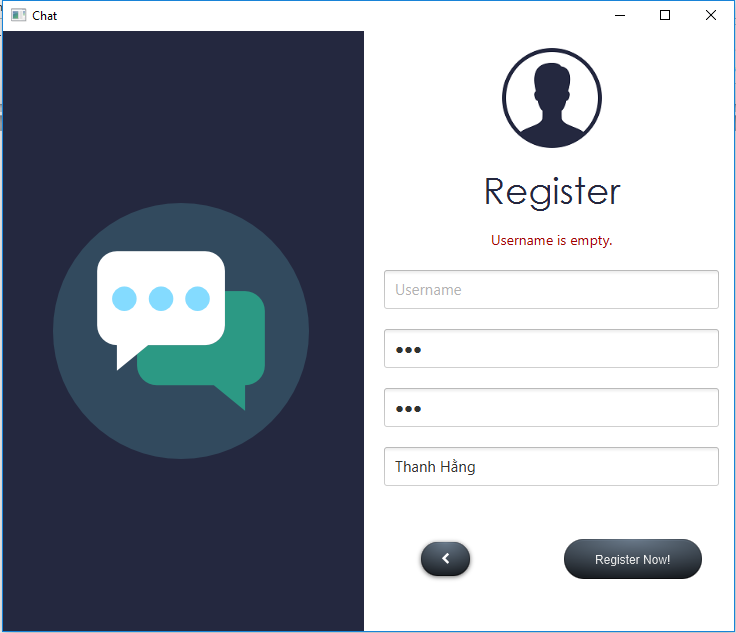 Chat
Register
Username is empty.
Username
●●●
●●●
Thanh Hằng
Register Now!